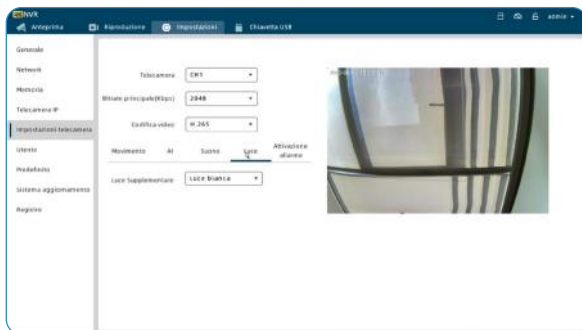 NVR
Anteprima Riproduzione Impostazioni Chiavetta USB admin
Generale
Network
Memoria
Telecamera IP
Impostazioni telecamera
Utente
Predefinito
Sistema aggiornamento
Registro
Telecamera CH1
Bitrate principale(Kbps) 2048
Codifica video H.265
Movimento AI Suono Luce Attivazione allarme
Luce Supplementare Luce bianca